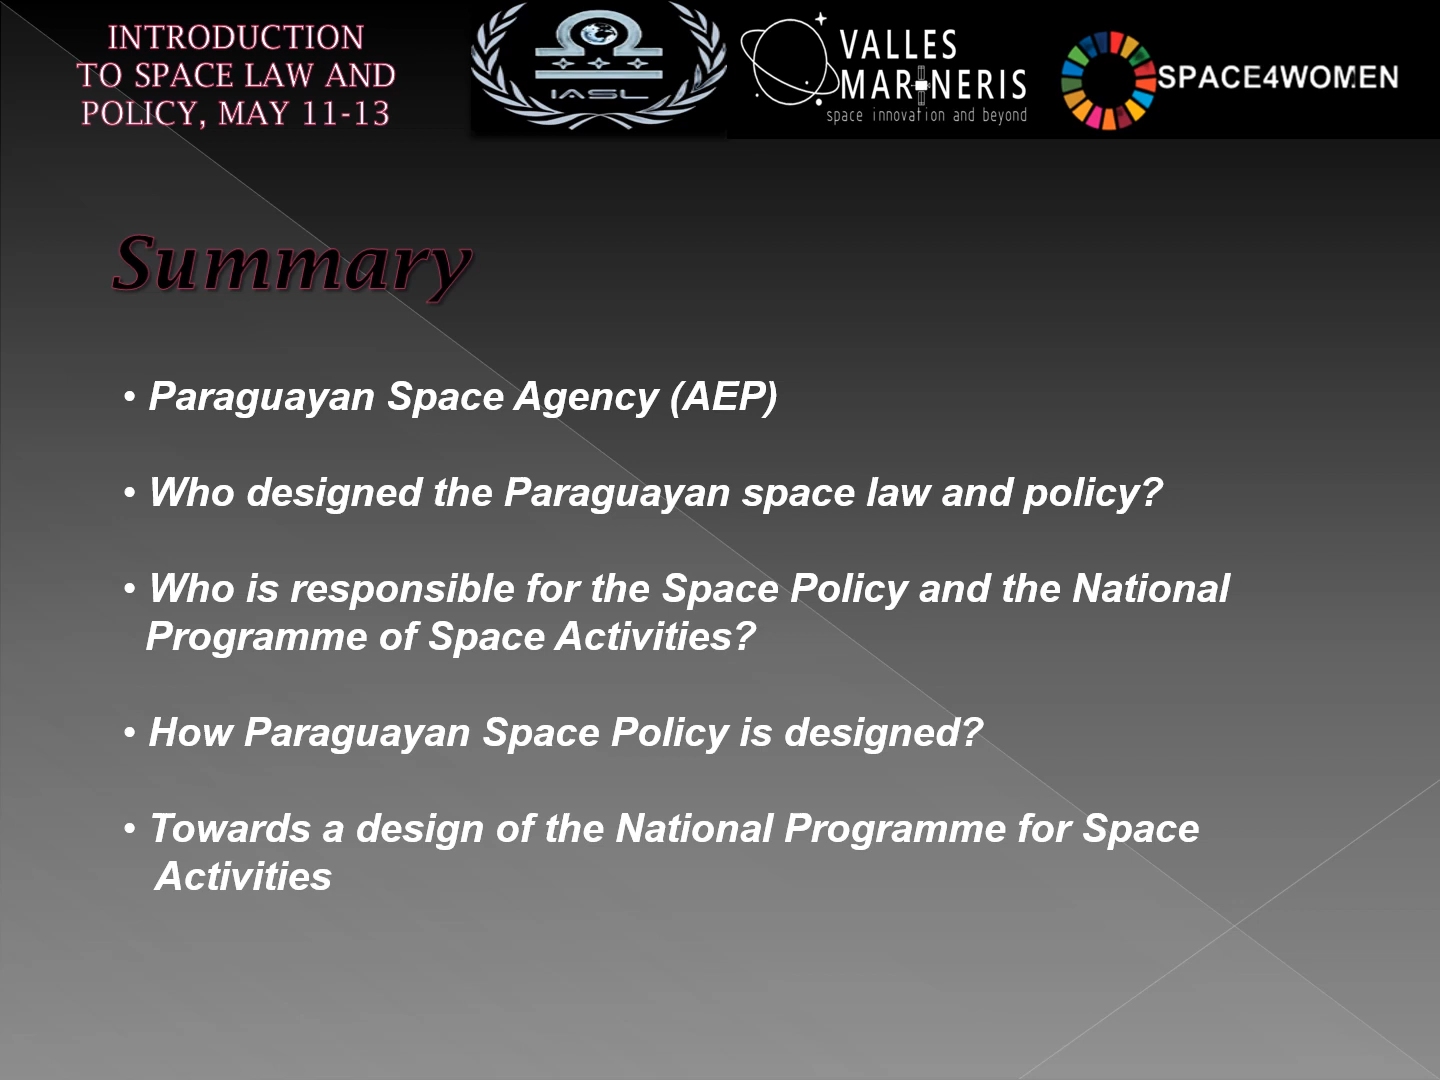 INTRODUCTION
TO SPACE LAW AND
POLICY, MAY 11-13
IASL
VALLES
MARINERIS
space innovation and beyond
SPACE4WOMEN
Summary
• Paraguayan Space Agency (AEP)
• Who designed the Paraguayan space law and policy?
• Who is responsible for the Space Policy and the National
Programme of Space Activities?
• How Paraguayan Space Policy is designed?
• Towards a design of the National Programme for Space
Activities